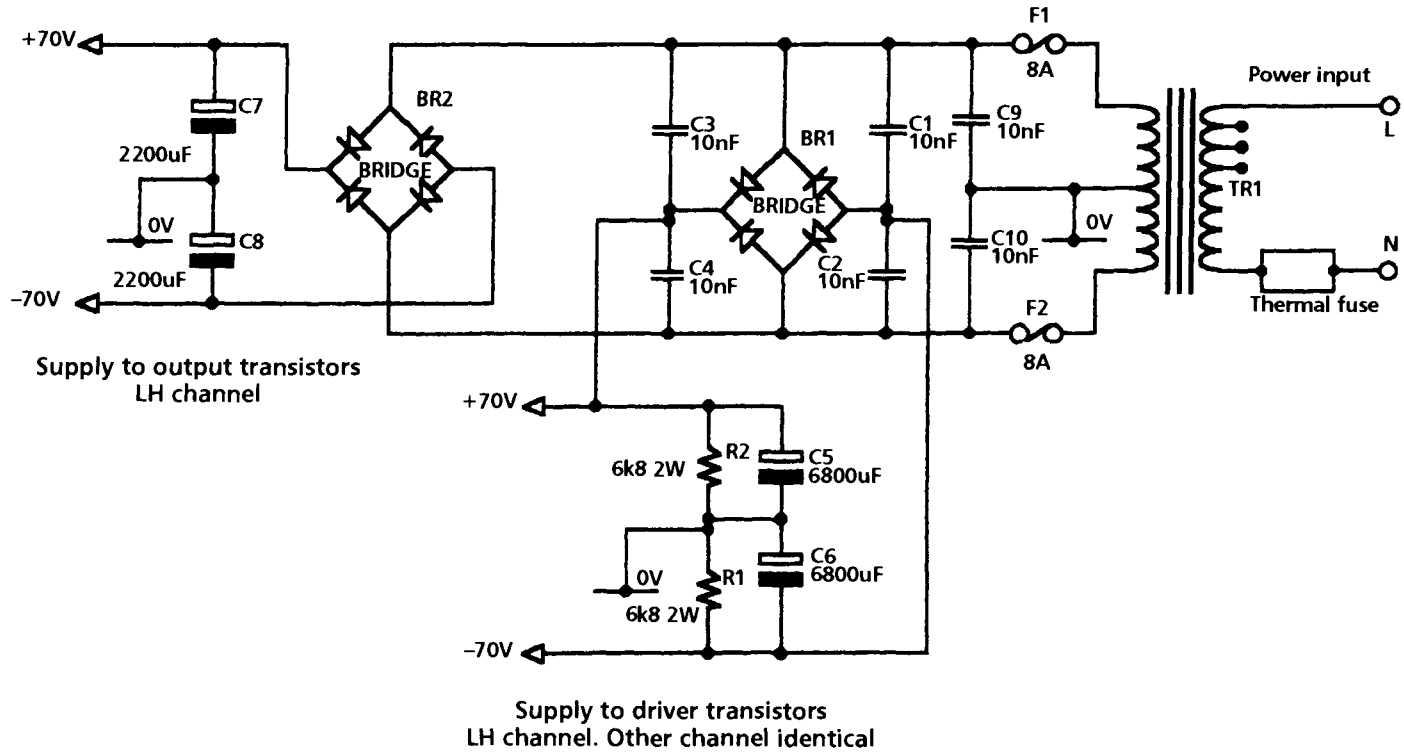 F1
+70V
8A
Power input
C7
BR2
C3
10nF
C1
10nF
C9
10nF
L
BR1
2200uF
BRIDGE
BRIDGE
TR1
0V
C8
0V
N
C10
10nF
C4
10nF
C2
10nF
2200uF
–70V
F2
Thermal fuse
8A
Supply to output transistors
LH channel
+70V
R2
C5
6k8 2W
6800uF
C6
6800uF
0V
R1
6k8 2W
–70V
Supply to driver transistors
LH channel. Other channel identical